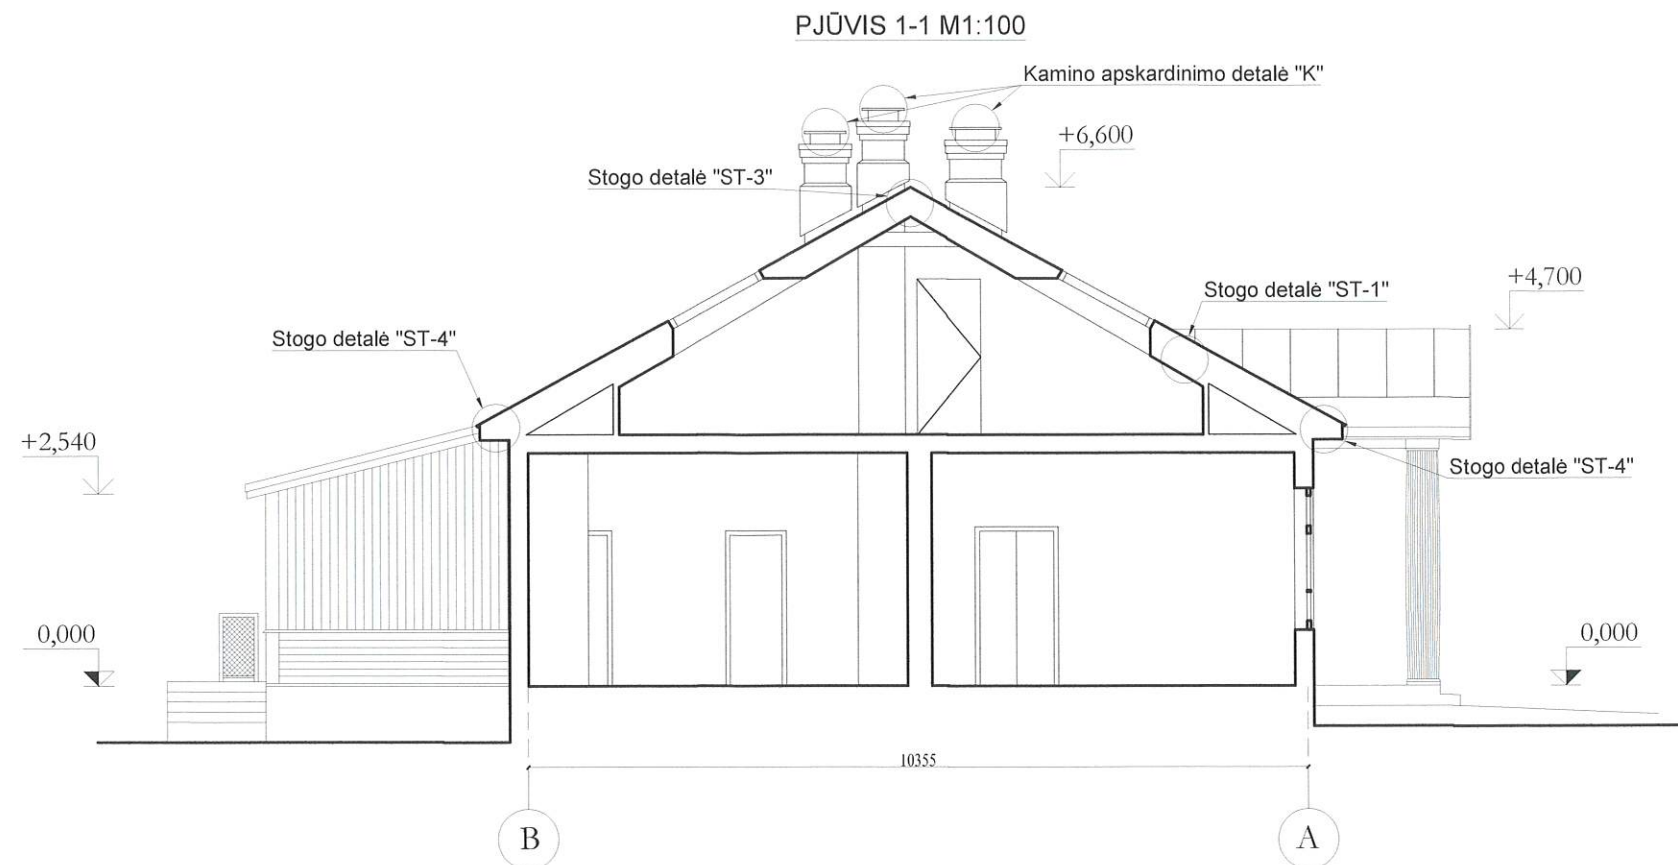 PJŪVIS 1-1 M1:100
Kamino apskardinimo detalė "K"
+6,600
Stogo detalė "ST-3"
+4,700
Stogo detalė "ST-1"
Stogo detalė "ST-4"
+2,540
Stogo detalė "ST-4"
0,000
0,000
10355
B
A